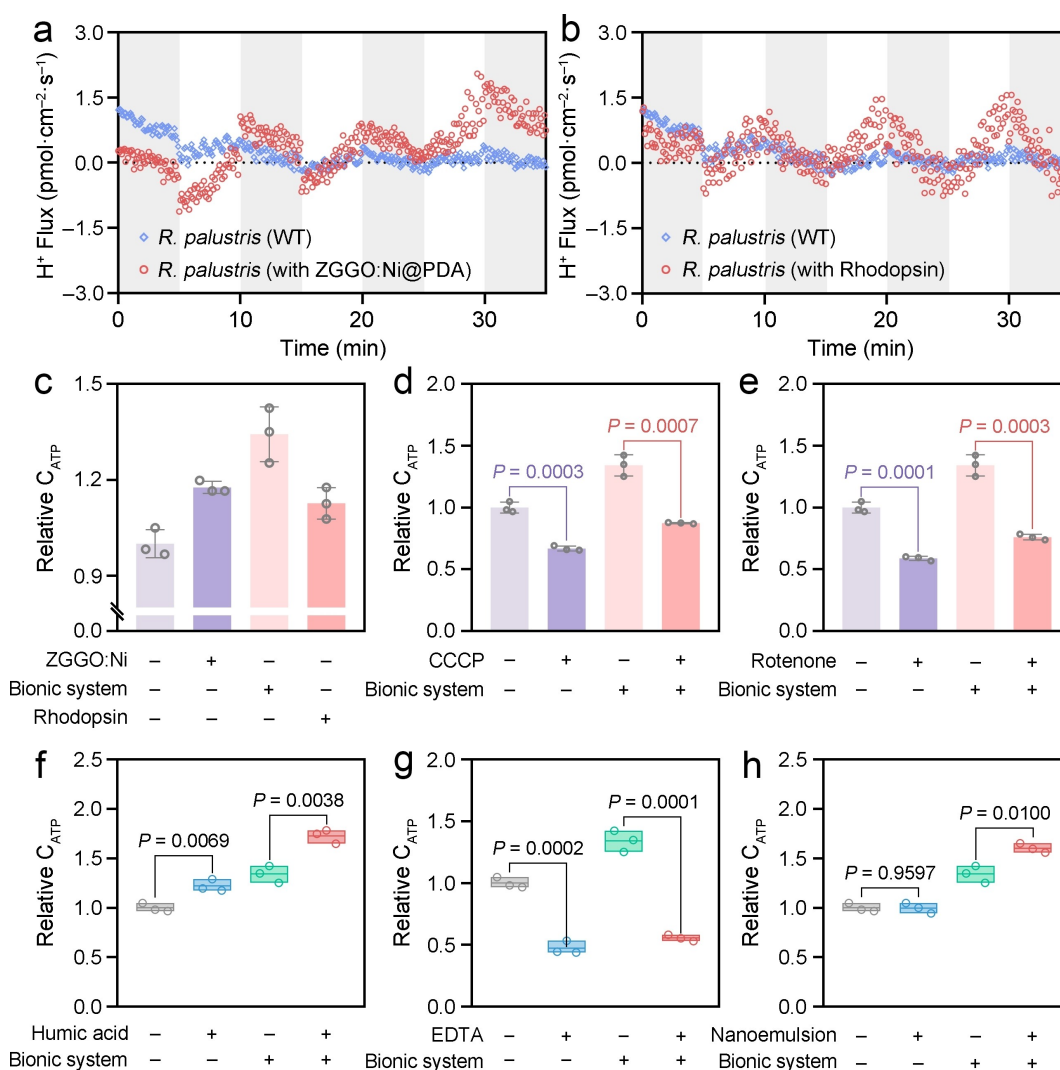 a
3.0
1.5
0.0
–1.5
–3.0
H⁺ Flux (pmol·cm⁻²·s⁻¹)
R. palustris (WT)
R. palustris (with ZGGO:Ni@PDA)
0 10 20 30
Time (min)
b
3.0
1.5
0.0
–1.5
–3.0
H⁺ Flux (pmol·cm⁻²·s⁻¹)
R. palustris (WT)
R. palustris (with Rhodopsin)
0 10 20 30
Time (min)
c
1.5
1.2
0.9
0.0
Relative C_ATP
ZGGO:Ni – + – –
Bionic system – – + –
Rhodopsin – – – +
d
2.0
1.5
1.0
0.5
0.0
Relative C_ATP
P = 0.0007
P = 0.0003
CCCP – + – +
Bionic system – – + +
e
2.0
1.5
1.0
0.5
0.0
Relative C_ATP
P = 0.0003
P = 0.0001
Rotenone – + – +
Bionic system – – + +
f
2.5
2.0
1.5
1.0
0.5
0.0
Relative C_ATP
P = 0.0038
P = 0.0069
Humic acid – + – +
Bionic system – – + +
g
2.0
1.5
1.0
0.5
0.0
Relative C_ATP
P = 0.0001
P = 0.0002
EDTA – + – +
Bionic system – – + +
h
2.5
2.0
1.5
1.0
0.5
0.0
Relative C_ATP
P = 0.0100
P = 0.9597
Nanoemulsion – + – +
Bionic system – – + +